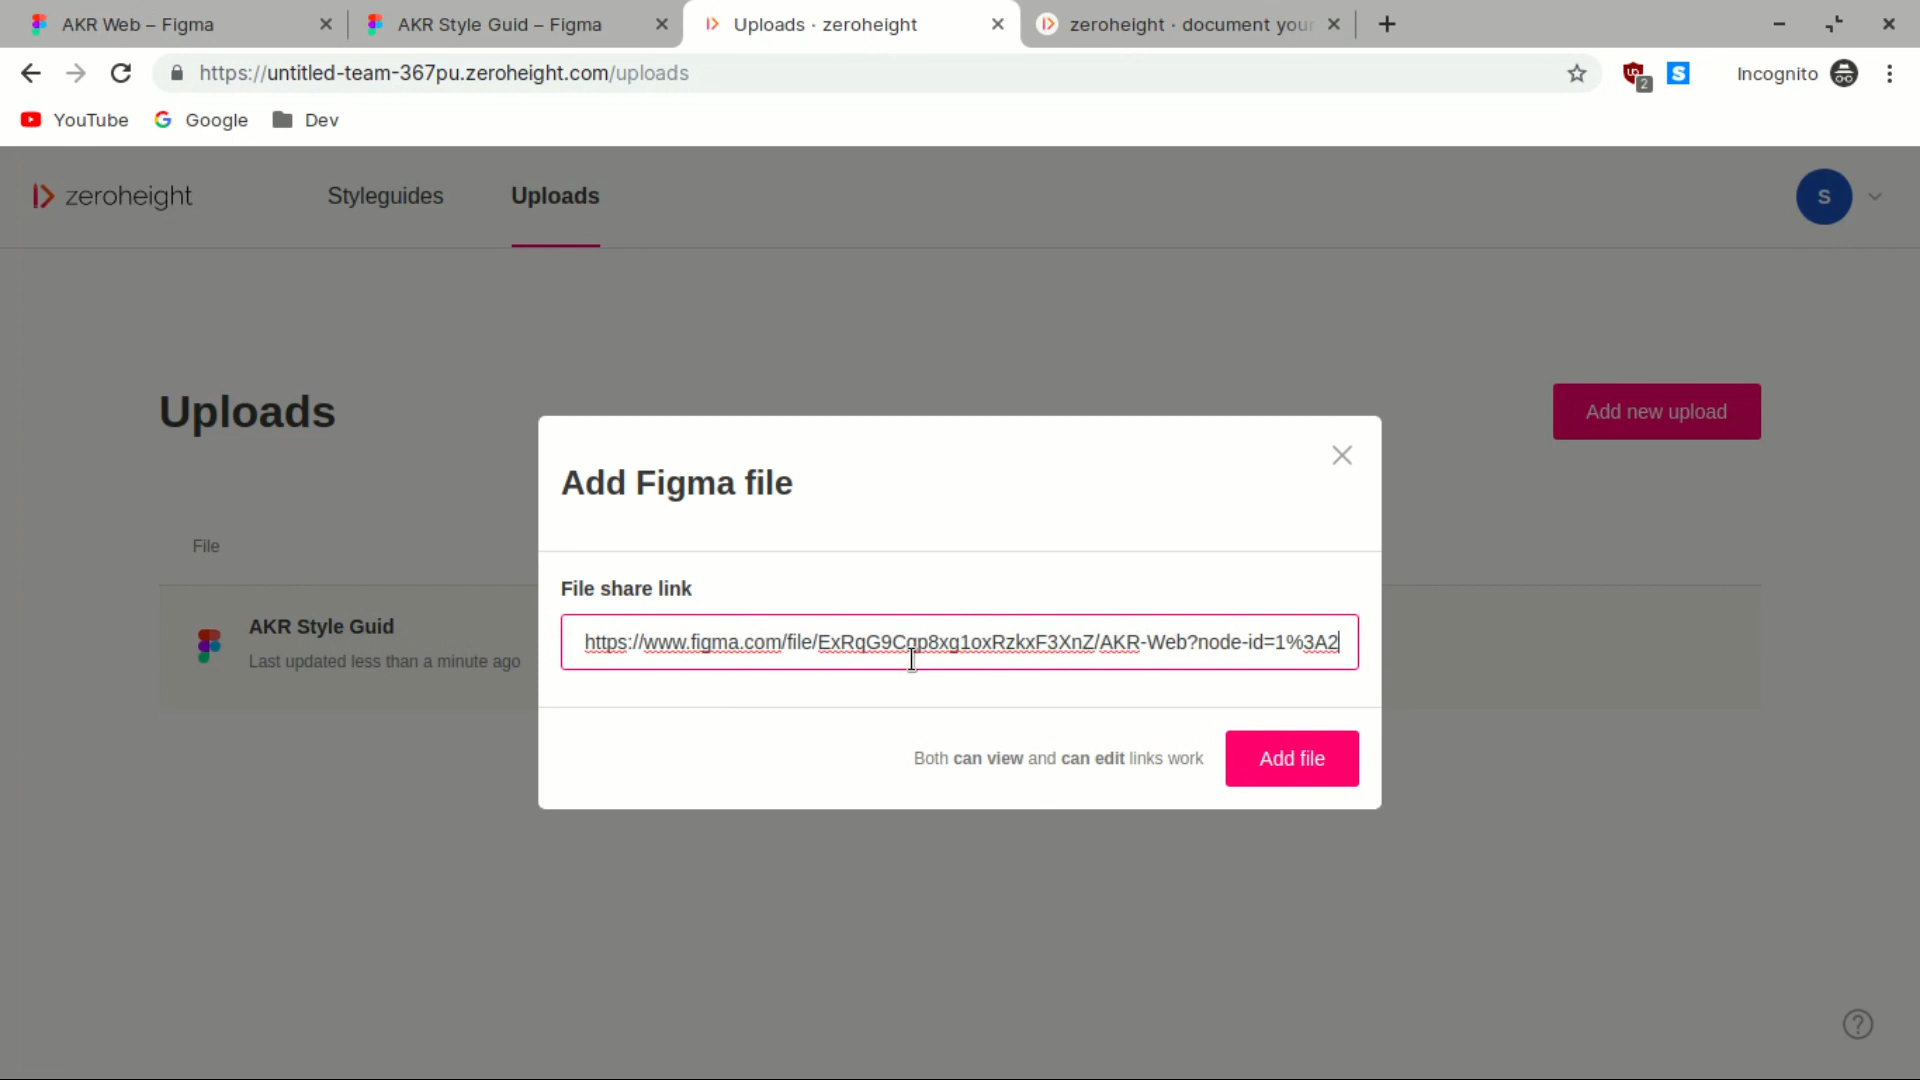 AKR Web – Figma
AKR Style Guid – Figma
Uploads · zeroheight
zeroheight · document your
https://untitled-team-367pu.zeroheight.com/uploads
2
S
Incognito
YouTube
Google
Dev
zeroheight
Styleguides
Uploads
S
Uploads
Add new upload
File
AKR Style Guid
Last updated less than a minute ago
Add Figma file
File share link
https://www.figma.com/file/ExRqG9Cqp8xg1oxRzkxF3XnZ/AKR-Web?node-id=1%3A2
Both can view and can edit links work
Add file
?